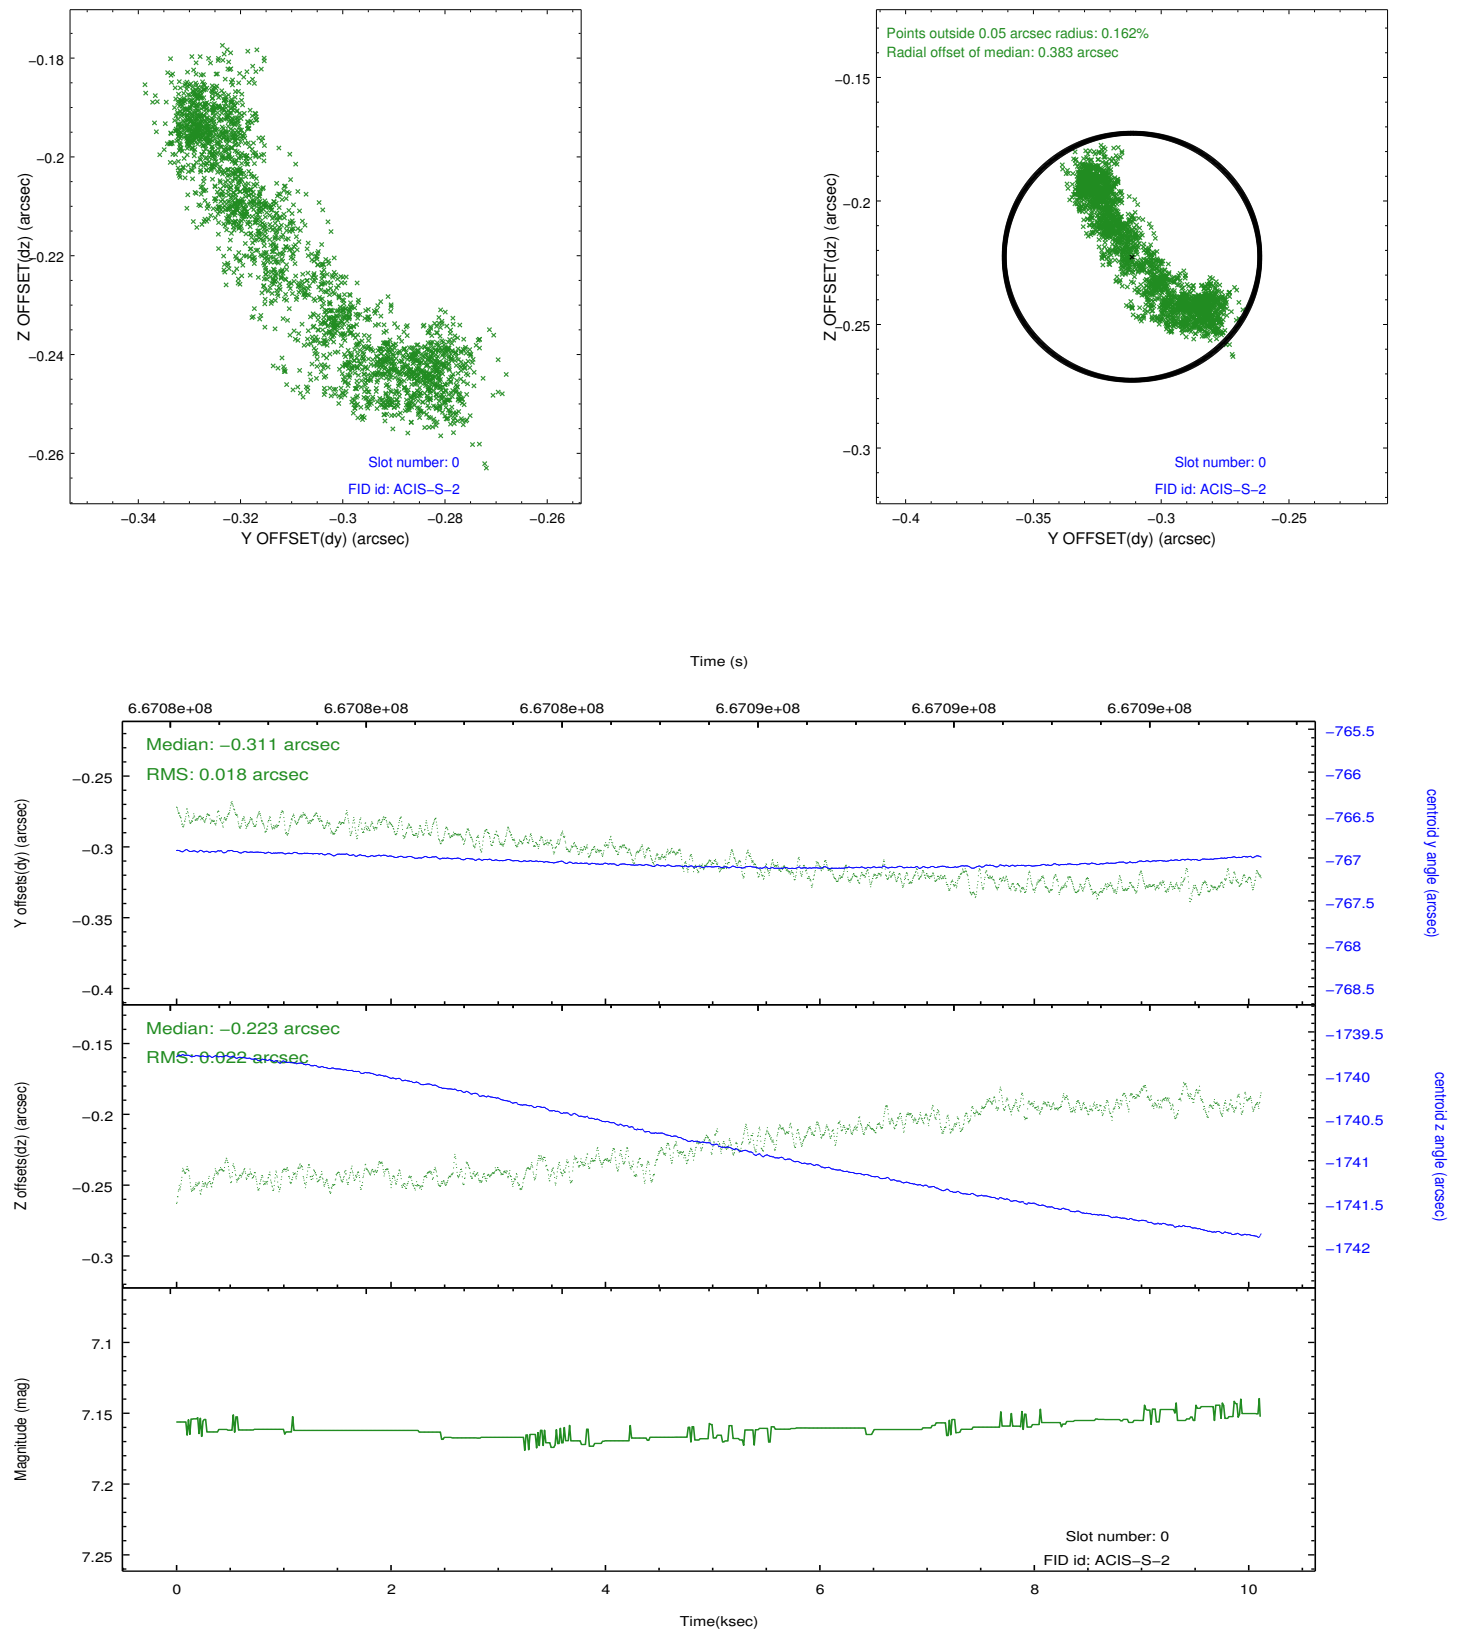 −0.18
−0.2
−0.22
−0.24
−0.26
Z OFFSET(dz) (arcsec)
Slot number: 0
FID id: ACIS−S−2
−0.34 −0.32 −0.3 −0.28 −0.26
Y OFFSET(dy) (arcsec)
Points outside 0.05 arcsec radius: 0.162%
Radial offset of median: 0.383 arcsec
−0.15
−0.2
−0.25
−0.3
Z OFFSET(dz) (arcsec)
Slot number: 0
FID id: ACIS−S−2
−0.4 −0.35 −0.3 −0.25
Y OFFSET(dy) (arcsec)
Time (s)
6.6708e+08 6.6708e+08 6.6708e+08 6.6709e+08 6.6709e+08 6.6709e+08
Median: −0.311 arcsec
RMS: 0.018 arcsec
−0.25
−0.3
−0.35
−0.4
Y offsets(dy) (arcsec)
−765.5
−766
−766.5
−767
−767.5
−768
−768.5
centroid y angle (arcsec)
Median: −0.223 arcsec
RMS: 0.022 arcsec
−0.15
−0.2
−0.25
−0.3
Z offsets(dz) (arcsec)
−1739.5
−1740
−1740.5
−1741
−1741.5
−1742
centroid z angle (arcsec)
7.1
7.15
7.2
7.25
Magnitude (mag)
Slot number: 0
FID id: ACIS−S−2
0 2 4 6 8 10
Time(ksec)